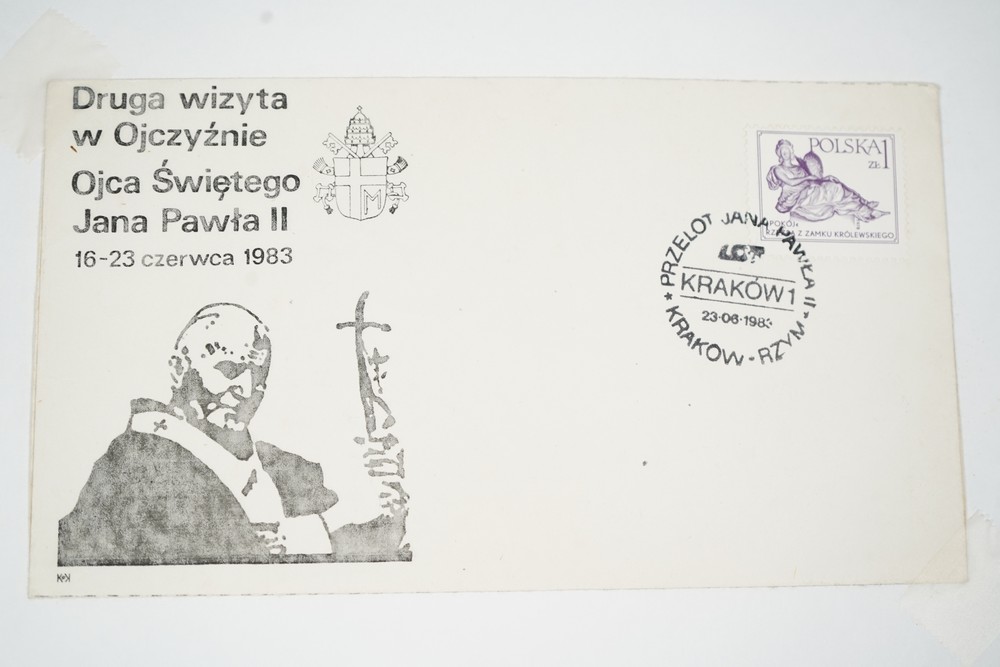 Druga wizyta
w Ojczyźnie
Ojca Świętego
Jana Pawła II
16-23 czerwca 1983
M
POLSKA 1
ZŁ
POKÓJ
Z ZAMKU KRÓLEWSKIEGO
PRZELOT JANA PAWŁA II
LOT
KRAKÓW 1
23·06·1983
* KRAKÓW - RZYM *